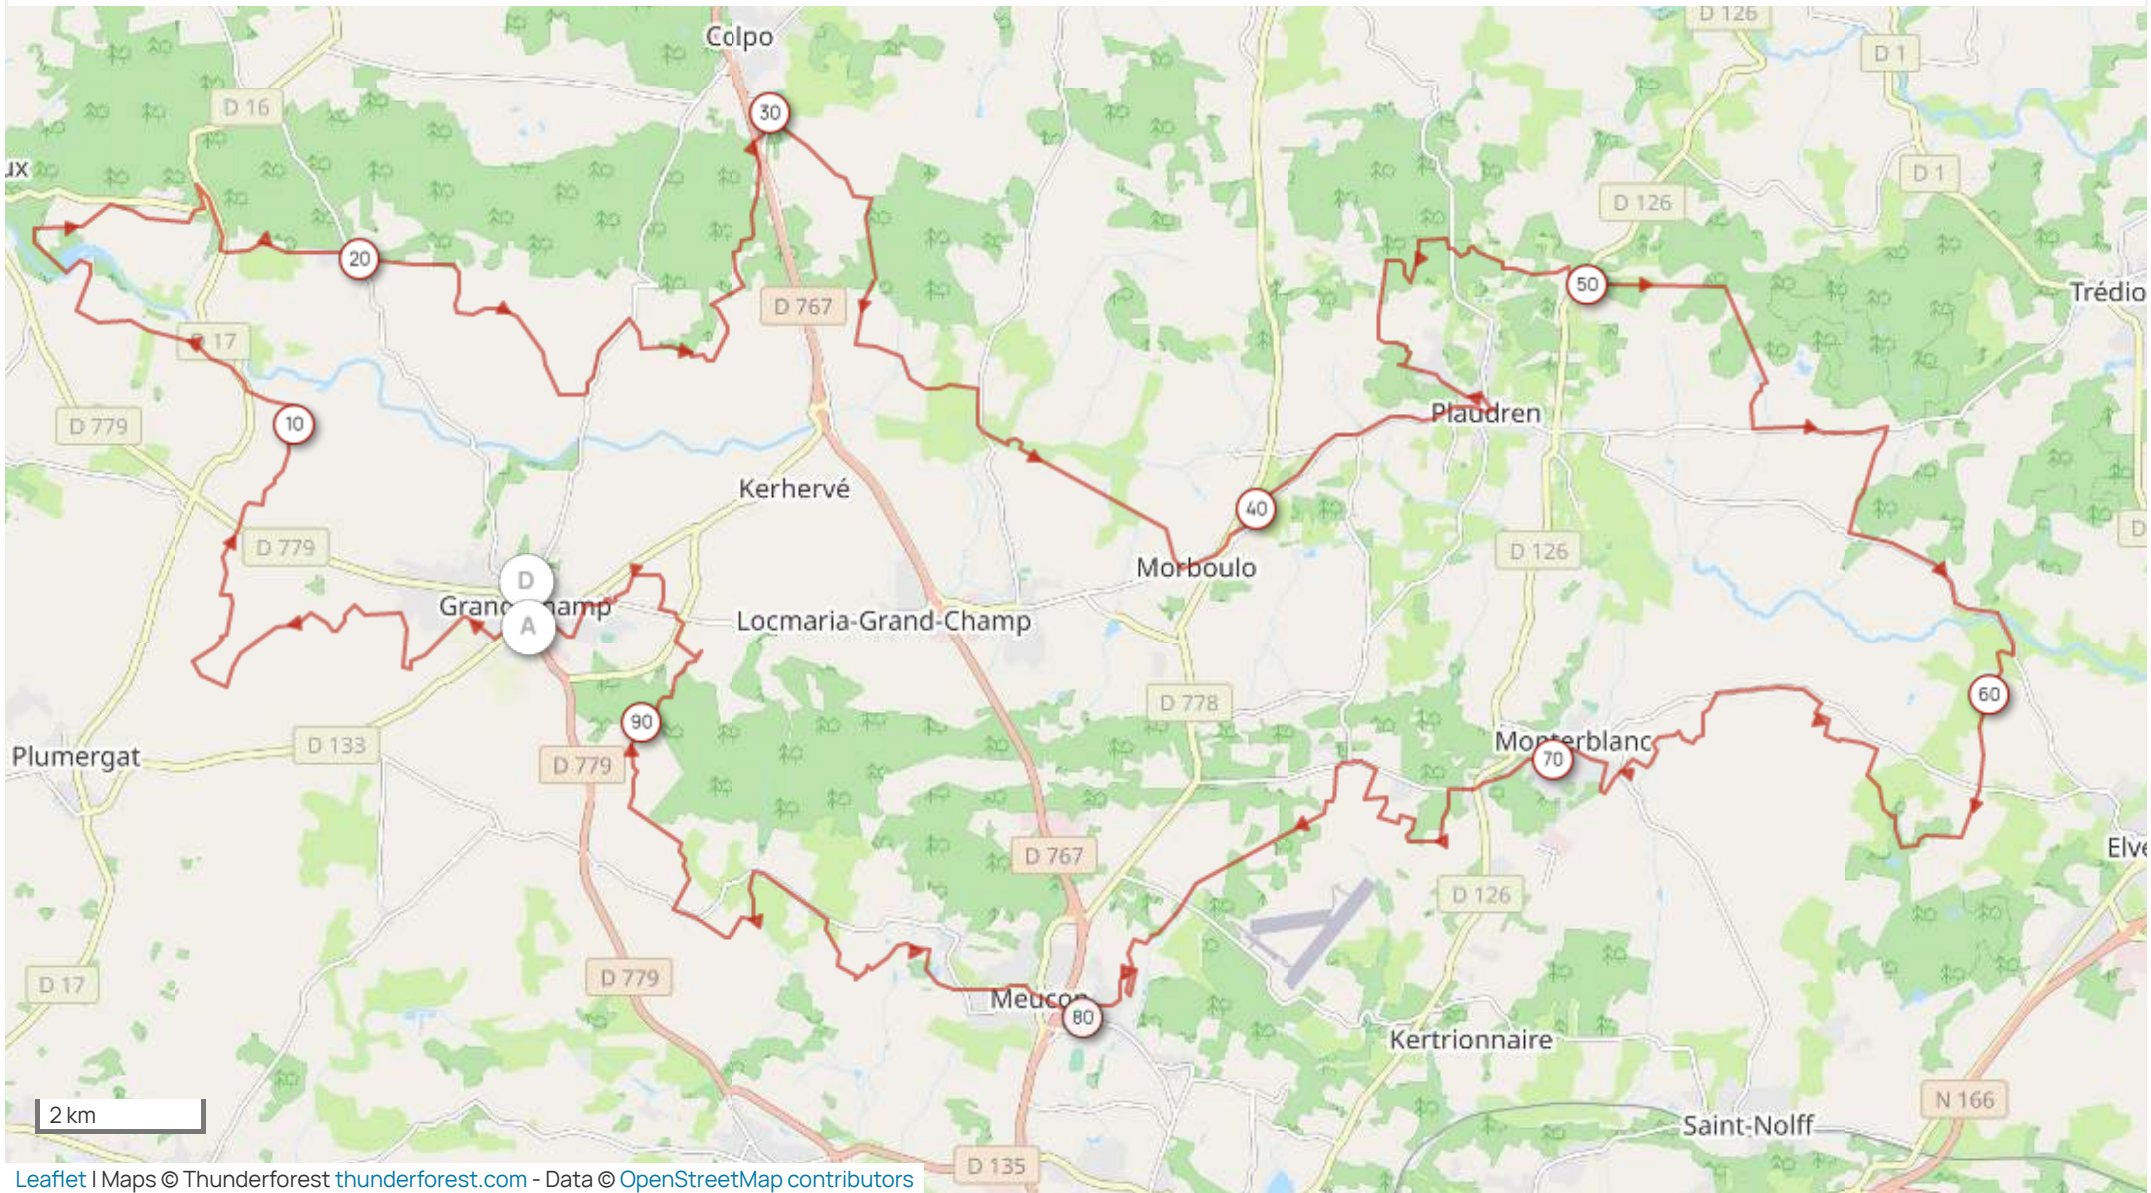 D 126
Colpo
D 1
D 16
30
ux
D 1
D 126
20
50
Trédio
D 767
D 17
10
Plaudren
D 779
Kerhervé
40
D
D 779
D 126
Morboulo
D
Grand-Champ
A
Locmaria-Grand-Champ
60
D 778
90
Plumergat
D 133
Monterblanc
70
D 779
Elve
D 767
D 126
D 779
D 17
Meucon
80
Kertrionnaire
N 166
2 km
Saint-Nolff
D 135
Leaflet | Maps © Thunderforest thunderforest.com - Data © OpenStreetMap contributors